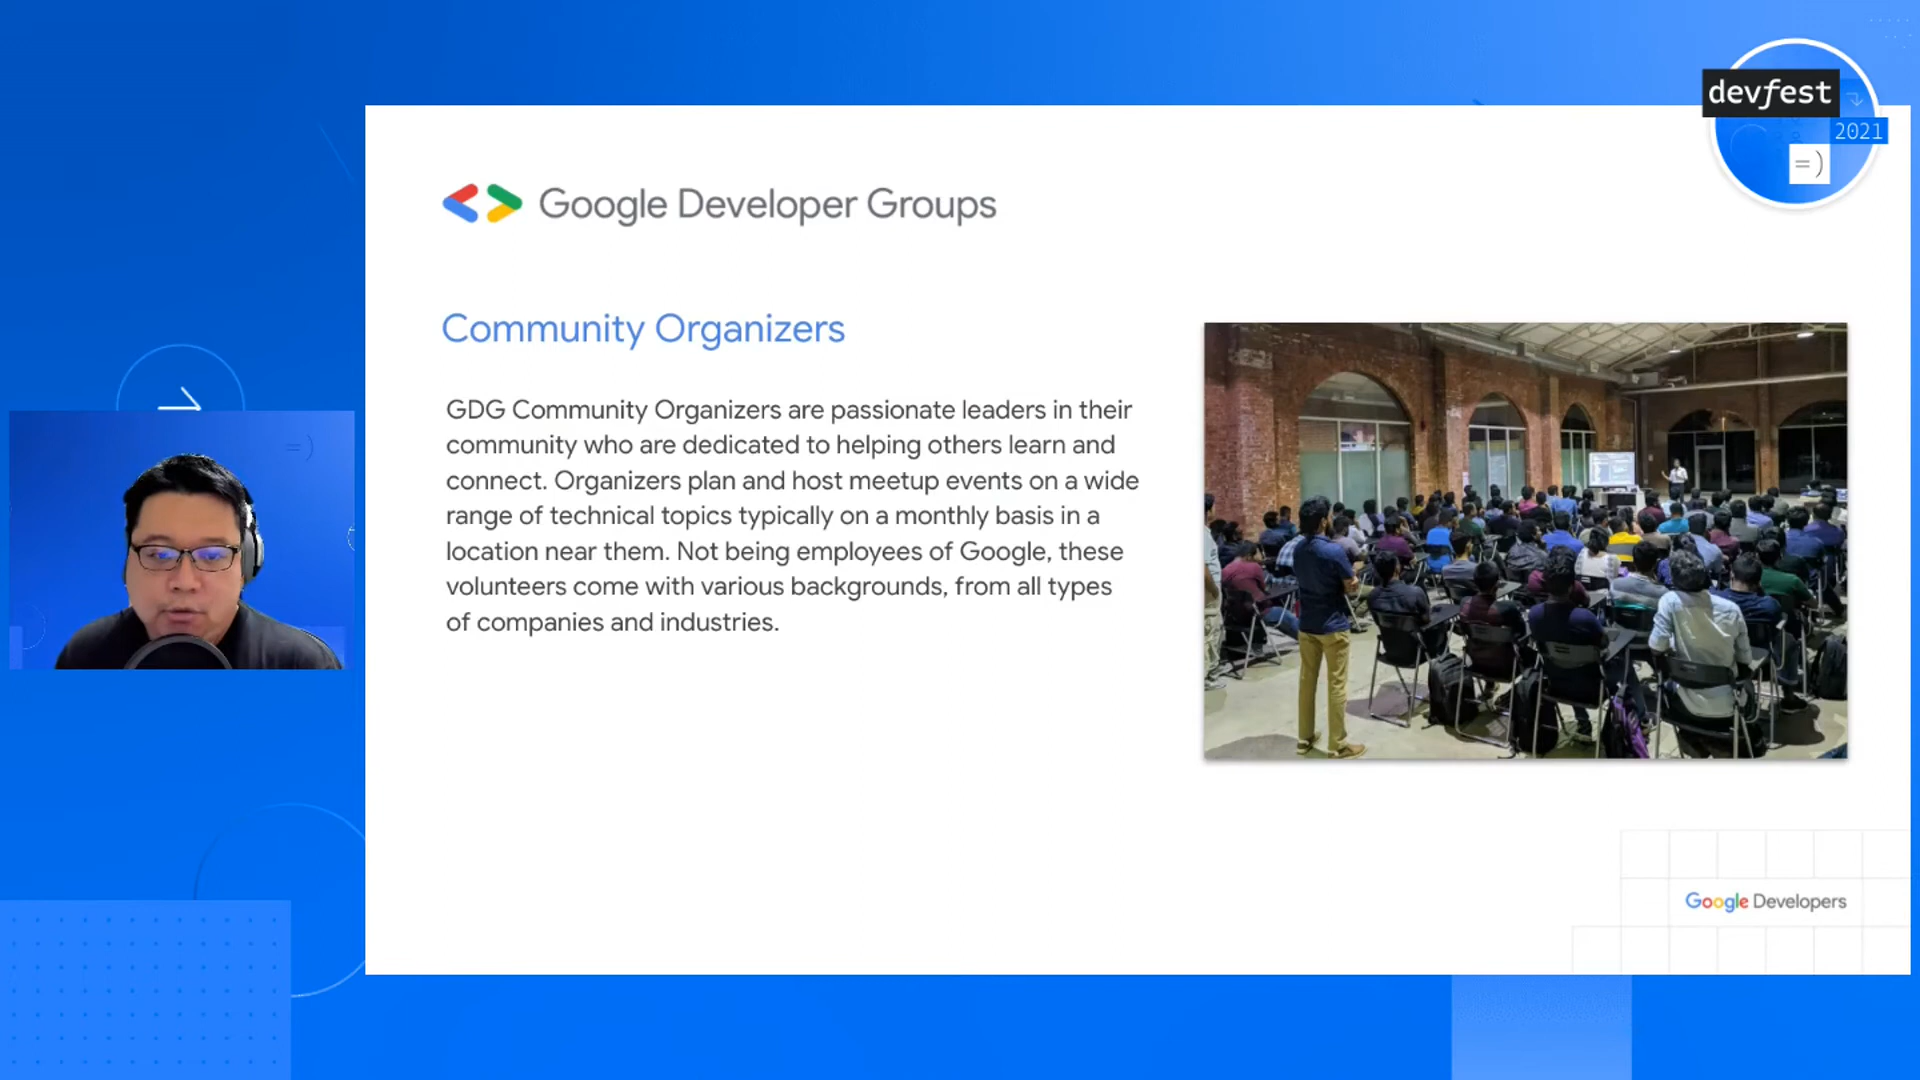 devfest
2021
=)
Google Developer Groups
Community Organizers
GDG Community Organizers are passionate leaders in their
community who are dedicated to helping others learn and
connect. Organizers plan and host meetup events on a wide
range of technical topics typically on a monthly basis in a
location near them. Not being employees of Google, these
volunteers come with various backgrounds, from all types
of companies and industries.
=)
Google Developers